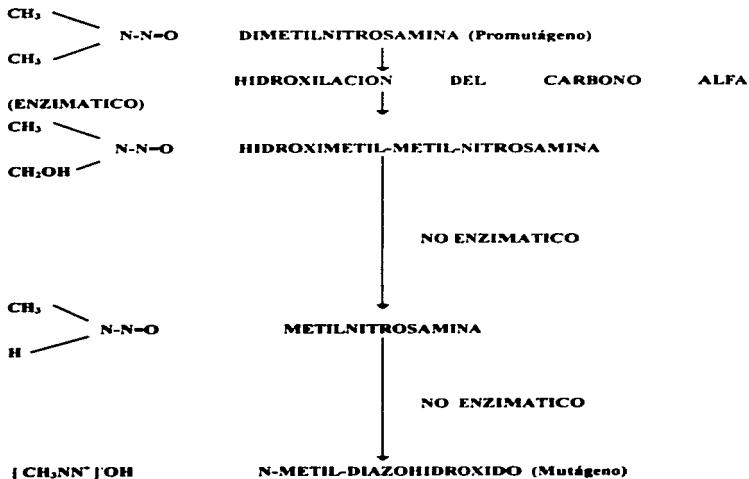 CH₃
N-N=O DIMETILNITROSAMINA (Promutágeno)
CH₃
HIDROXILACION DEL CARBONO ALFA
(ENZIMATICO)
CH₃
N-N=O HIDROXIMETIL-METIL-NITROSAMINA
CH₂OH
NO ENZIMATICO
CH₃
N-N=O METILNITROSAMINA
H
NO ENZIMATICO
[ CH₃NN⁺ ]⁻OH N-METIL-DIAZOHIDROXIDO (Mutágeno)